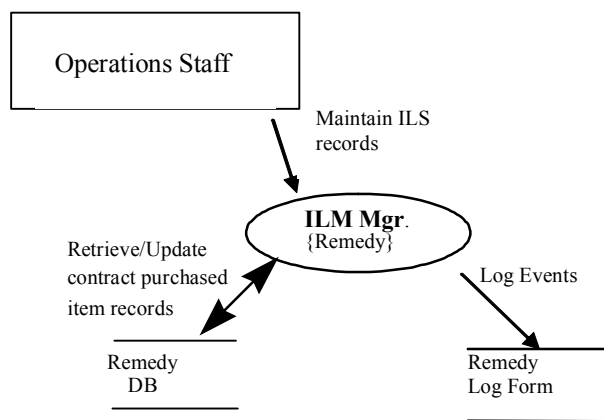 Operations Staff
Maintain ILS
records
ILM Mgr.
{Remedy}
Retrieve/Update
contract purchased
item records
Log Events
Remedy
DB
Remedy
Log Form